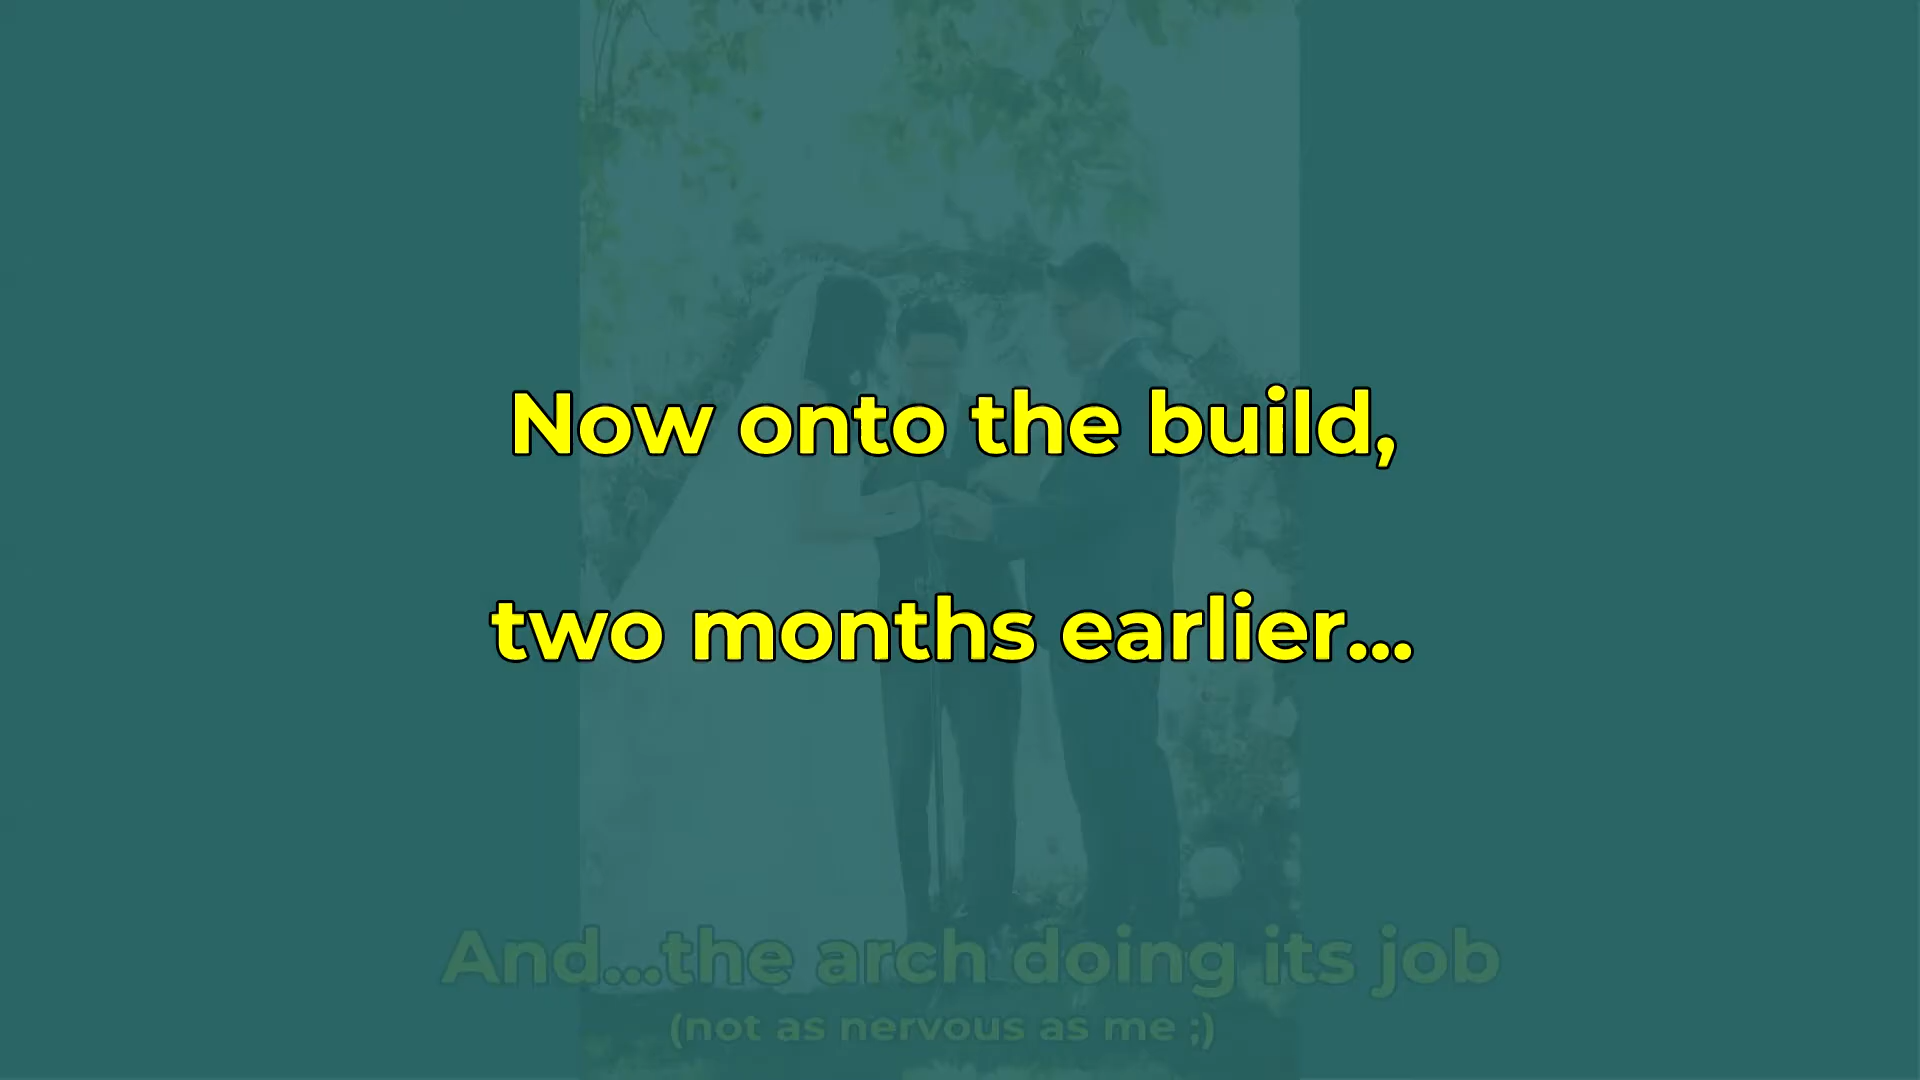 Now onto the build,
two months earlier...
And...the arch doing its job
(not as nervous as me ;)